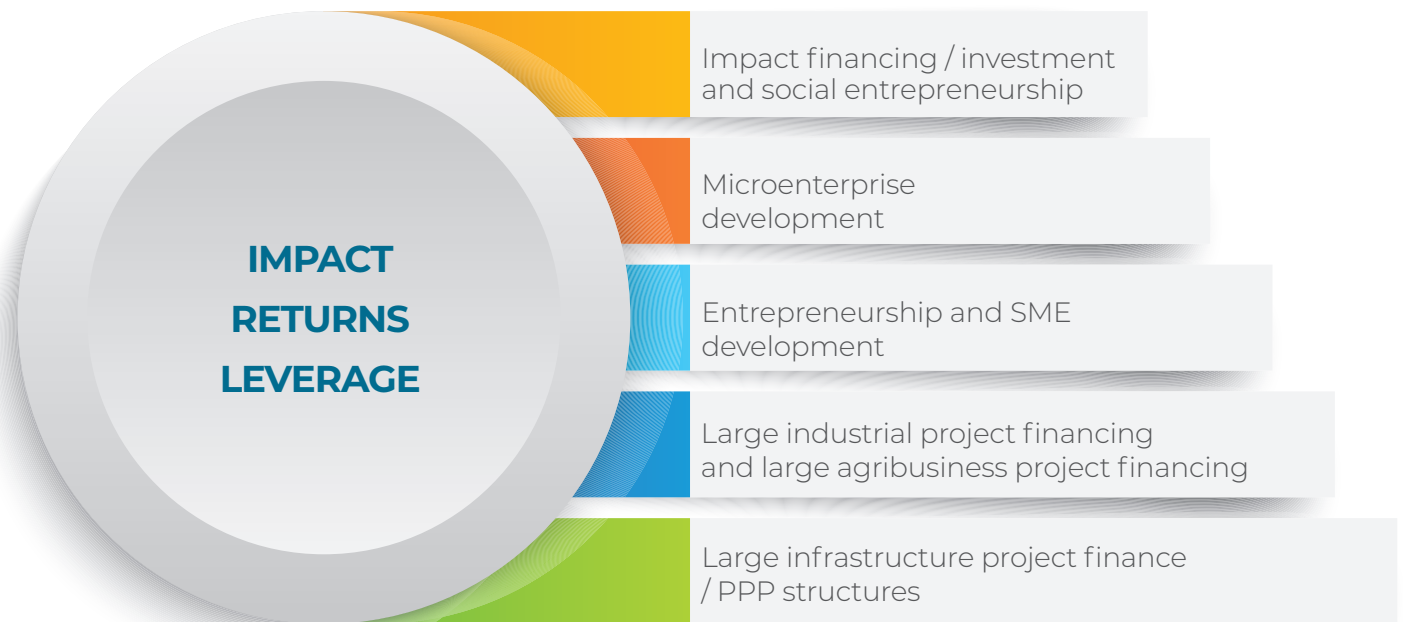 IMPACT
RETURNS
LEVERAGE
Impact financing / investment
and social entrepreneurship
Microenterprise
development
Entrepreneurship and SME
development
Large industrial project financing
and large agribusiness project financing
Large infrastructure project finance
/ PPP structures